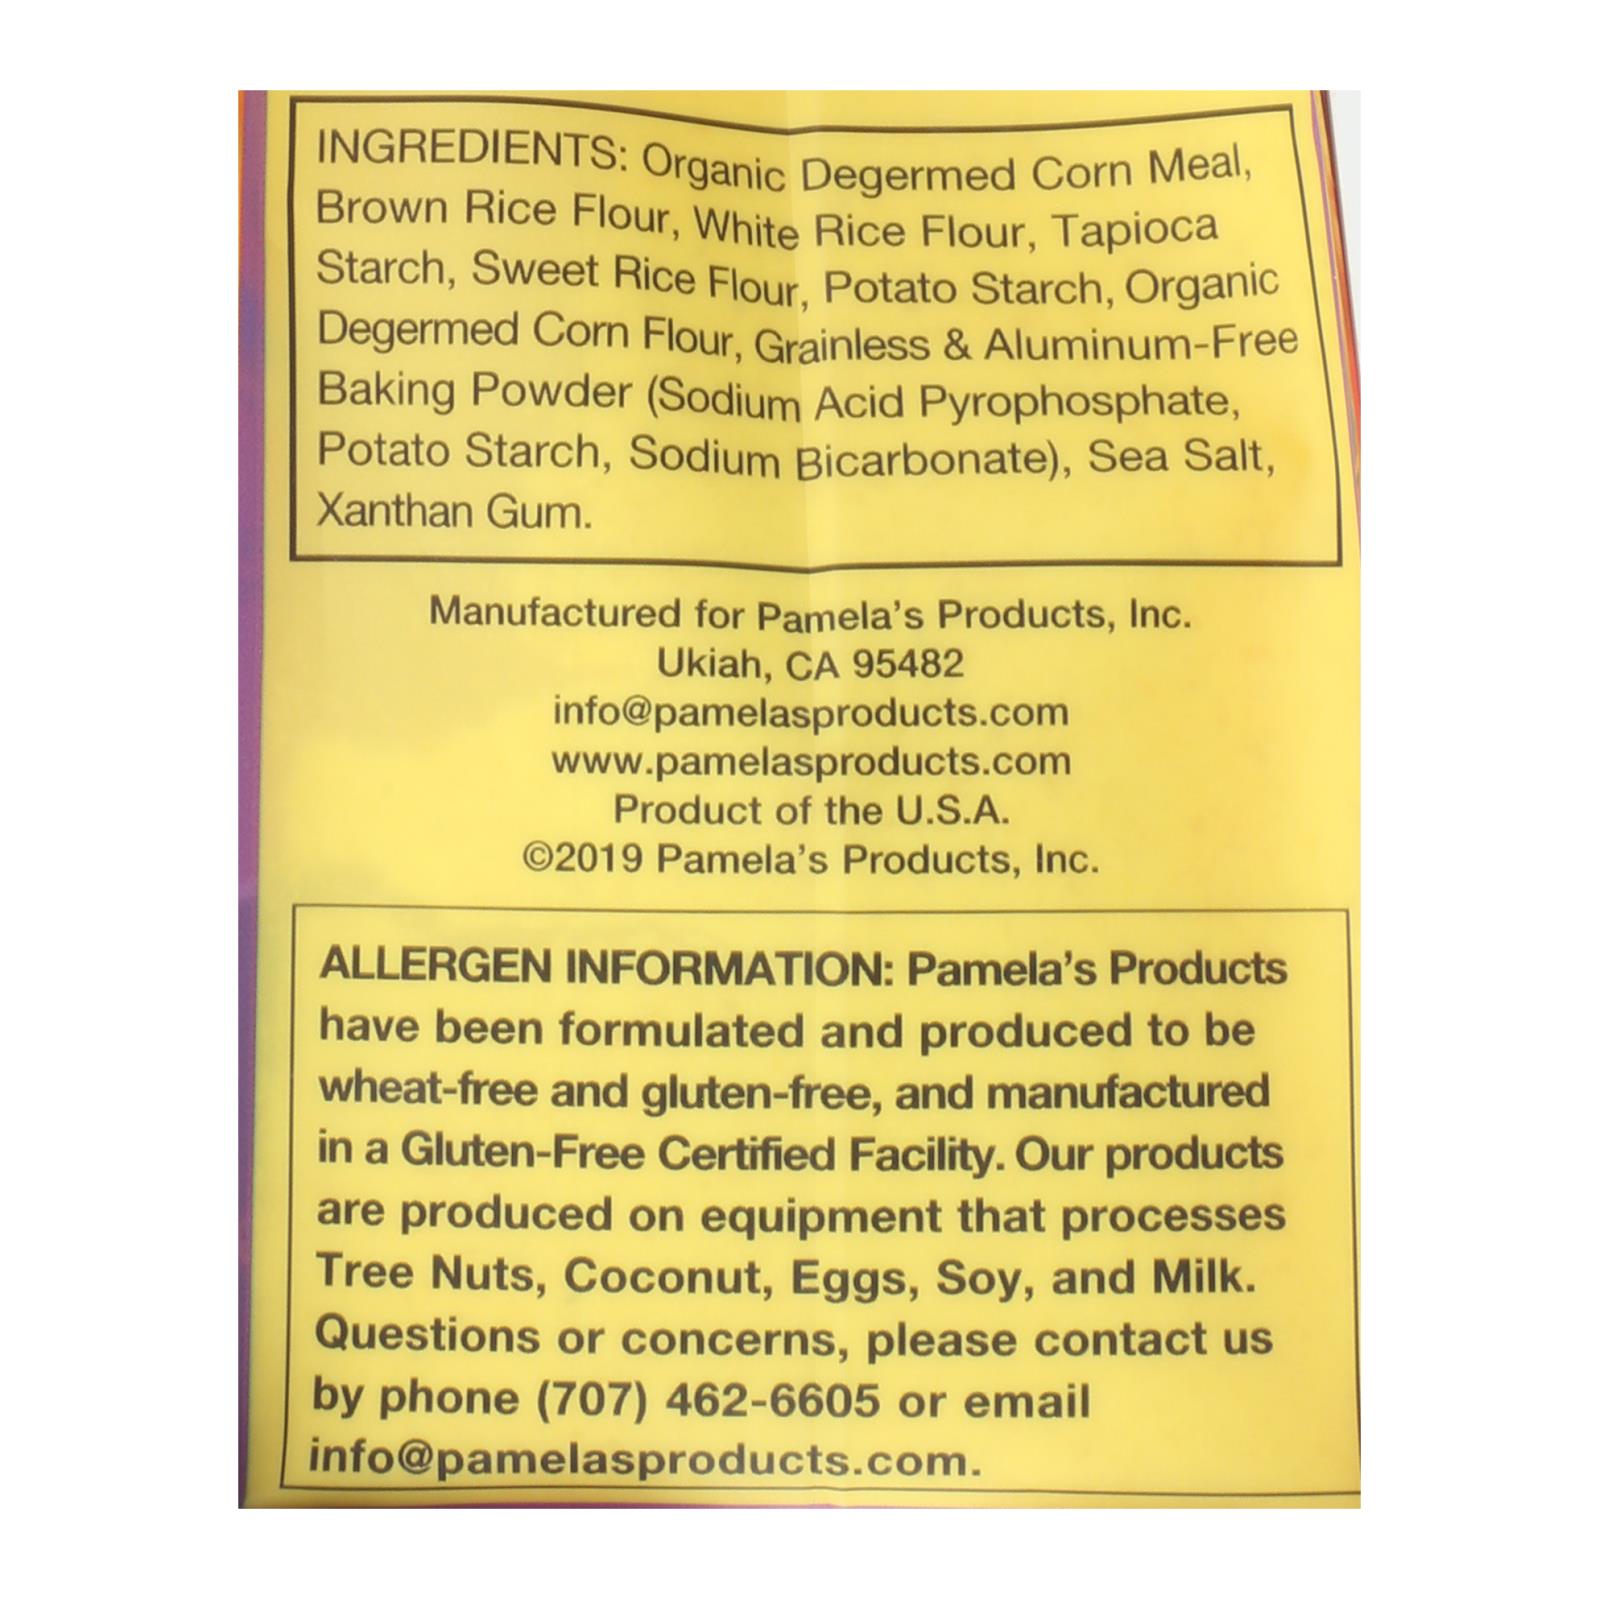 INGREDIENTS: Organic Degermed Corn Meal,
Brown Rice Flour, White Rice Flour, Tapioca
Starch, Sweet Rice Flour, Potato Starch, Organic
Degermed Corn Flour, Grainless & Aluminum-Free
Baking Powder (Sodium Acid Pyrophosphate,
Potato Starch, Sodium Bicarbonate), Sea Salt,
Xanthan Gum.
Manufactured for Pamela's Products, Inc.
Ukiah, CA 95482
info@pamelasproducts.com
www.pamelasproducts.com
Product of the U.S.A.
©2019 Pamela's Products, Inc.
ALLERGEN INFORMATION: Pamela's Products
have been formulated and produced to be
wheat-free and gluten-free, and manufactured
in a Gluten-Free Certified Facility. Our products
are produced on equipment that processes
Tree Nuts, Coconut, Eggs, Soy, and Milk.
Questions or concerns, please contact us
by phone (707) 462-6605 or email
info@pamelasproducts.com.